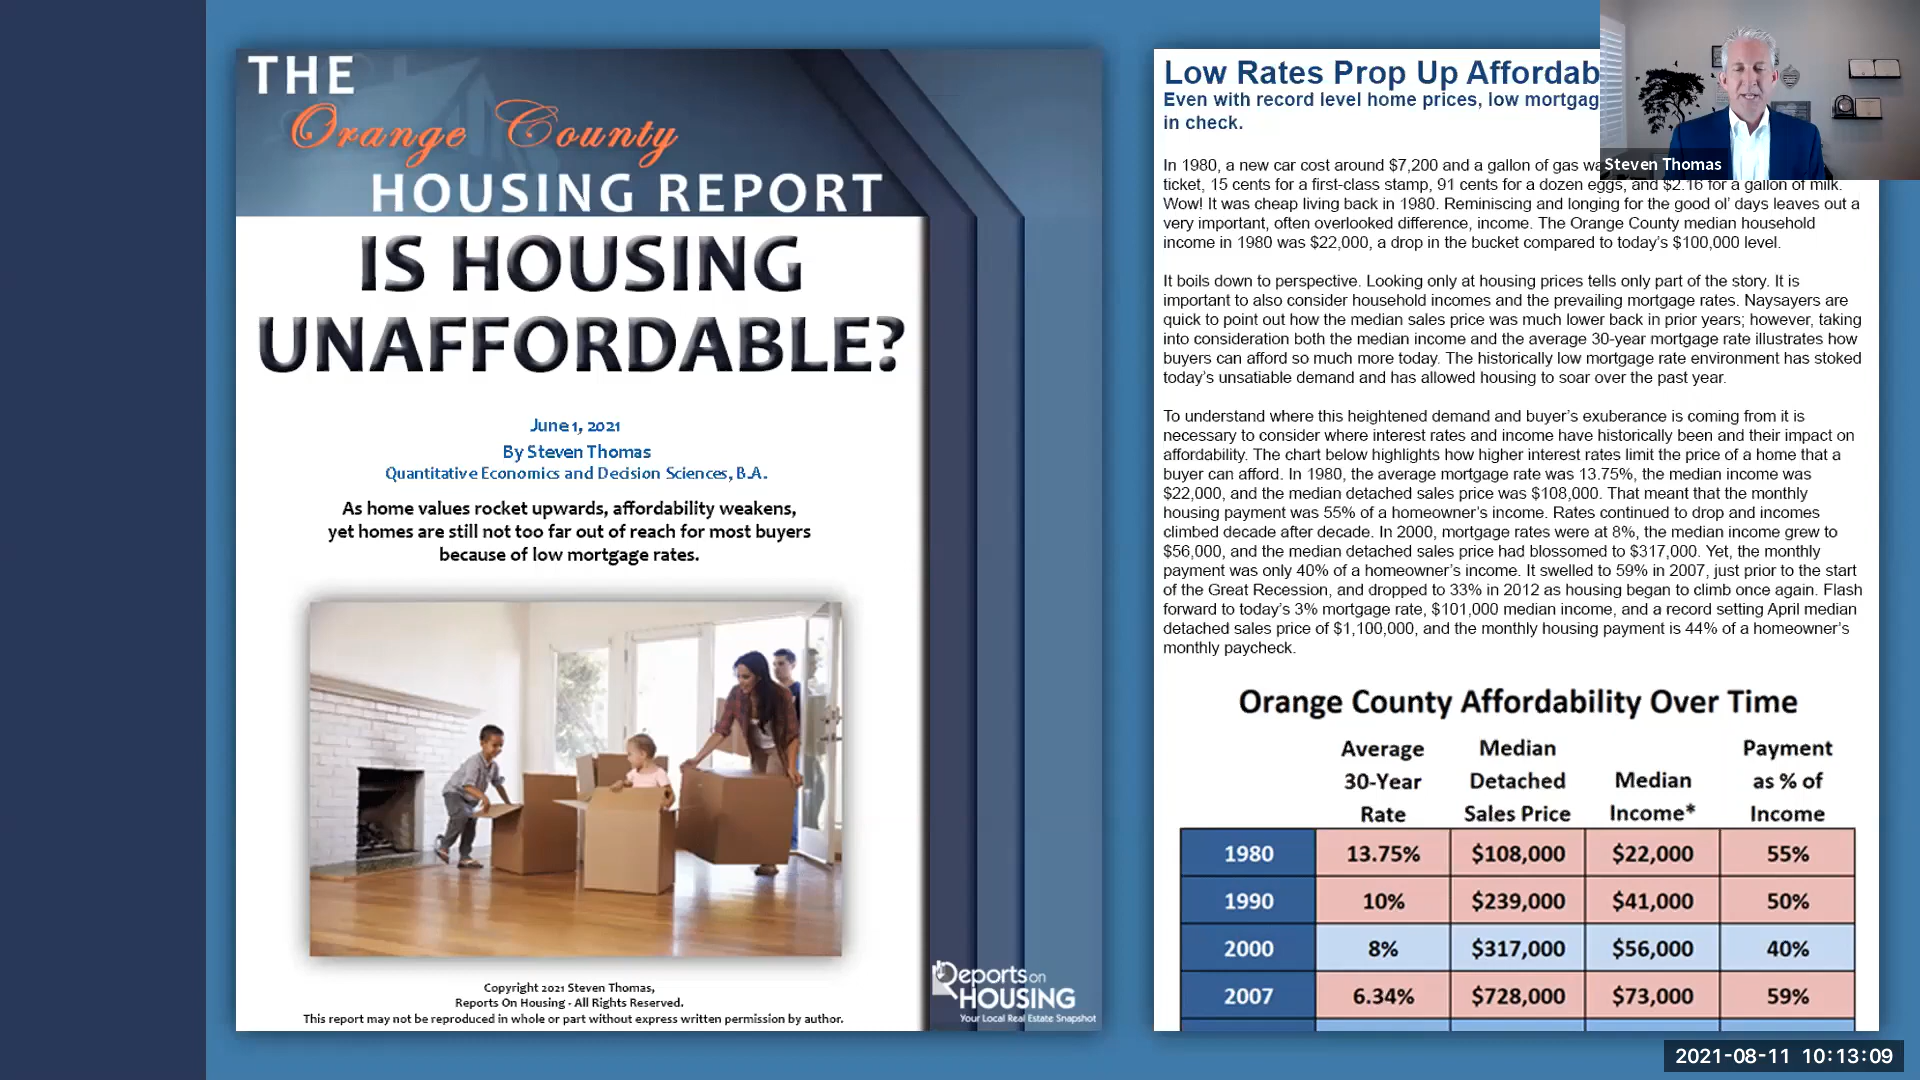 THE
Orange County
HOUSING REPORT
IS HOUSING
UNAFFORDABLE?
June 1, 2021
By Steven Thomas
Quantitative Economics and Decision Sciences, B.A.
As home values rocket upwards, affordability weakens,
yet homes are still not too far out of reach for most buyers
because of low mortgage rates.
Copyright 2021 Steven Thomas,
Reports On Housing - All Rights Reserved.
This report may not be reproduced in whole or part without express written permission by author.
Reports on
HOUSING
Your Local Real Estate Snapshot
Low Rates Prop Up Affordab
Even with record level home prices, low mortgag
in check.
In 1980, a new car cost around $7,200 and a gallon of gas wa
ticket, 15 cents for a first-class stamp, 91 cents for a dozen eggs, and $2.16 for a gallon of milk.
Wow! It was cheap living back in 1980. Reminiscing and longing for the good ol' days leaves out a
very important, often overlooked difference, income. The Orange County median household
income in 1980 was $22,000, a drop in the bucket compared to today's $100,000 level.
It boils down to perspective. Looking only at housing prices tells only part of the story. It is
important to also consider household incomes and the prevailing mortgage rates. Naysayers are
quick to point out how the median sales price was much lower back in prior years; however, taking
into consideration both the median income and the average 30-year mortgage rate illustrates how
buyers can afford so much more today. The historically low mortgage rate environment has stoked
today's unsatiable demand and has allowed housing to soar over the past year.
To understand where this heightened demand and buyer's exuberance is coming from it is
necessary to consider where interest rates and income have historically been and their impact on
affordability. The chart below highlights how higher interest rates limit the price of a home that a
buyer can afford. In 1980, the average mortgage rate was 13.75%, the median income was
$22,000, and the median detached sales price was $108,000. That meant that the monthly
housing payment was 55% of a homeowner's income. Rates continued to drop and incomes
climbed decade after decade. In 2000, mortgage rates were at 8%, the median income grew to
$56,000, and the median detached sales price had blossomed to $317,000. Yet, the monthly
payment was only 40% of a homeowner's income. It swelled to 59% in 2007, just prior to the start
of the Great Recession, and dropped to 33% in 2012 as housing began to climb once again. Flash
forward to today's 3% mortgage rate, $101,000 median income, and a record setting April median
detached sales price of $1,100,000, and the monthly housing payment is 44% of a homeowner's
monthly paycheck.
Orange County Affordability Over Time
Average 30-Year Rate
Median Detached Sales Price
Median Income*
Payment as % of Income
1980 13.75% $108,000 $22,000 55%
1990 10% $239,000 $41,000 50%
2000 8% $317,000 $56,000 40%
2007 6.34% $728,000 $73,000 59%
Steven Thomas
2021-08-11 10:13:09